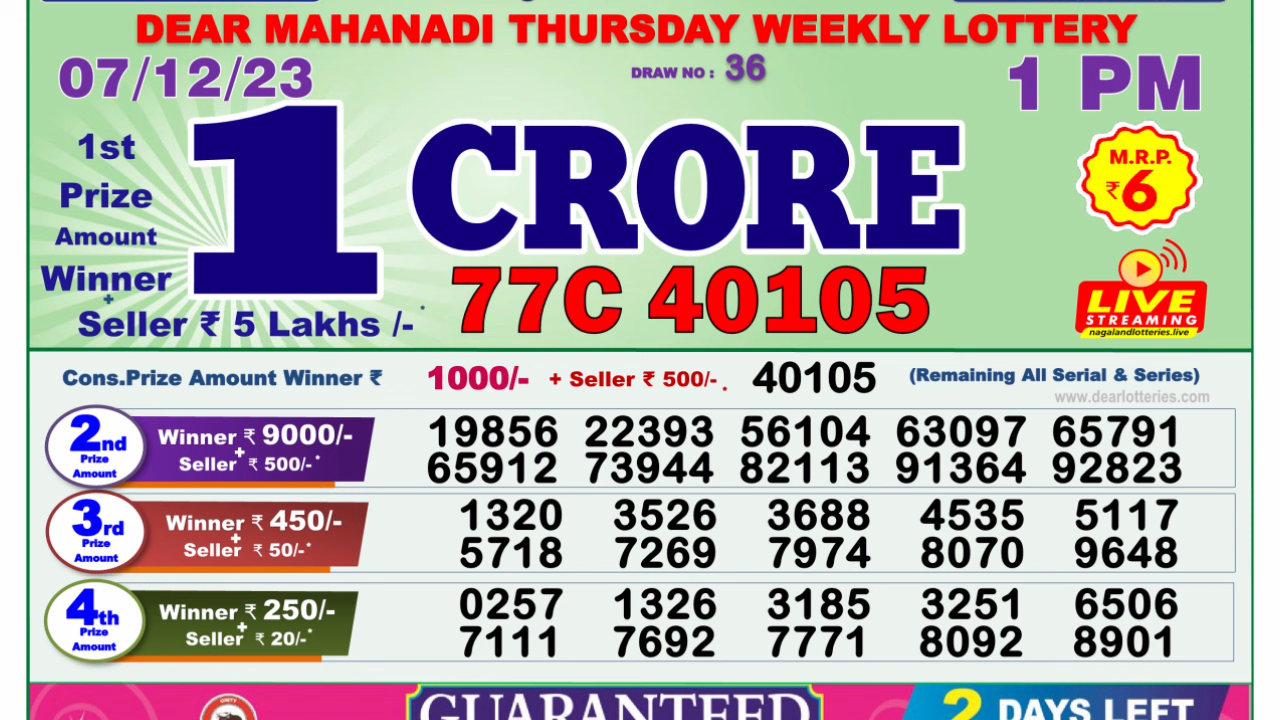 DEAR MAHANADI THURSDAY WEEKLY LOTTERY
07/12/23
DRAW NO : 36
1 PM
1st
Prize
Amount
Winner
+
Seller ₹ 5 Lakhs /- *
1 CRORE
77C 40105
M.R.P.
₹6
LIVE
STREAMING
nagalandlotteries.live
Cons.Prize Amount Winner ₹ 1000/- + Seller ₹ 500/- . 40105 (Remaining All Serial & Series)
www.dearlotteries.com
2nd
Prize
Amount
Winner ₹ 9000/-
+
Seller ₹ 500/- *
19856 22393 56104 63097 65791
65912 73944 82113 91364 92823
3rd
Prize
Amount
Winner ₹ 450/-
+
Seller ₹ 50/- *
1320 3526 3688 4535 5117
5718 7269 7974 8070 9648
4th
Prize
Amount
Winner ₹ 250/-
+
Seller ₹ 20/- *
0257 1326 3185 3251 6506
7111 7692 7771 8092 8901
UNITY
GUARANTEED
2 DAYS LEFT